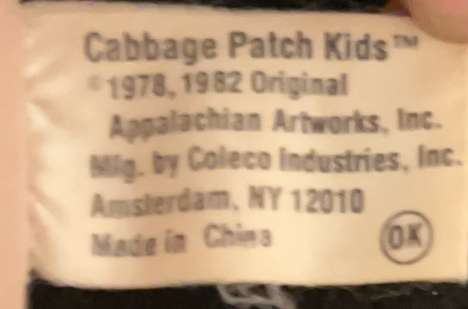 Cabbage Patch Kids™
©1978, 1982 Original
Appalachian Artworks, Inc.
Mfg. by Coleco Industries, Inc.
Amsterdam, NY 12010
Made in China
OK